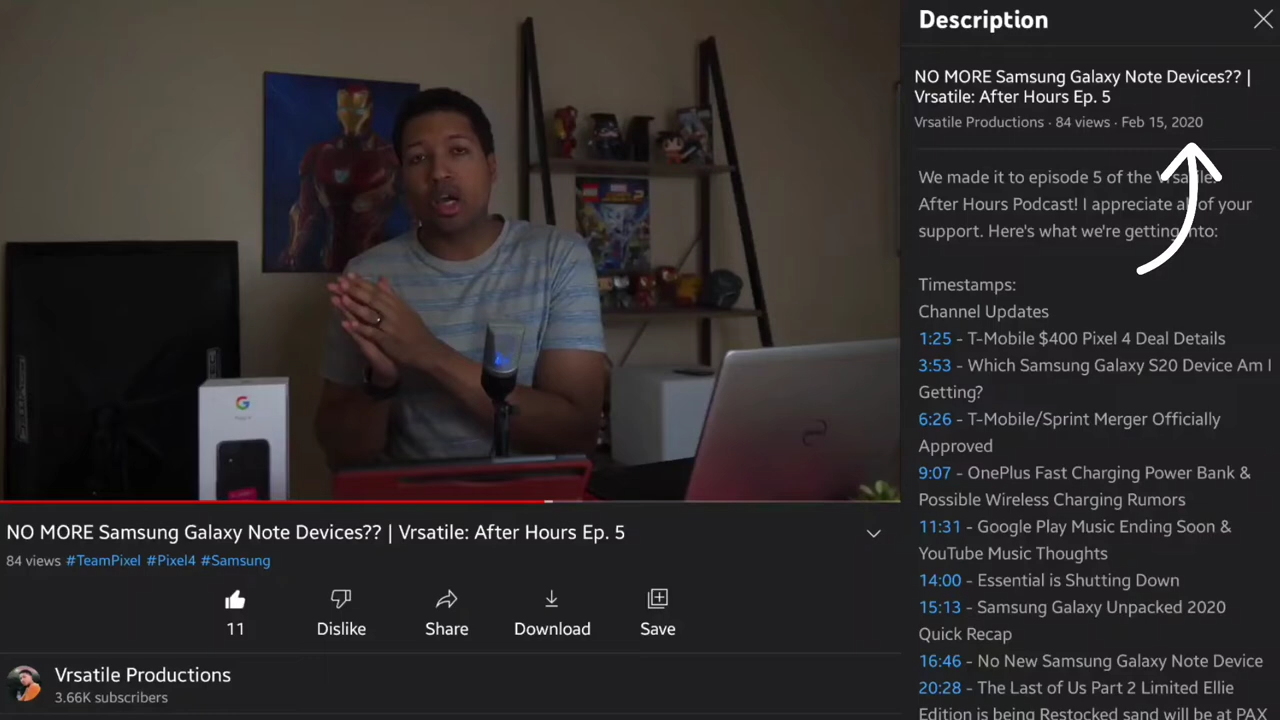 NO MORE Samsung Galaxy Note Devices?? | Vrsatile: After Hours Ep. 5
84 views #TeamPixel #Pixel4 #Samsung
11
Dislike
Share
Download
Save
Vrsatile Productions
3.66K subscribers
Description
NO MORE Samsung Galaxy Note Devices?? |
Vrsatile: After Hours Ep. 5
Vrsatile Productions · 84 views · Feb 15, 2020
We made it to episode 5 of the Vrsatile:
After Hours Podcast! I appreciate all of your
support. Here's what we're getting into:
Timestamps:
Channel Updates
1:25 - T-Mobile $400 Pixel 4 Deal Details
3:53 - Which Samsung Galaxy S20 Device Am I
Getting?
6:26 - T-Mobile/Sprint Merger Officially
Approved
9:07 - OnePlus Fast Charging Power Bank &
Possible Wireless Charging Rumors
11:31 - Google Play Music Ending Soon &
YouTube Music Thoughts
14:00 - Essential is Shutting Down
15:13 - Samsung Galaxy Unpacked 2020
Quick Recap
16:46 - No New Samsung Galaxy Note Device
20:28 - The Last of Us Part 2 Limited Ellie
Edition is being Restocked sand will be at PAX